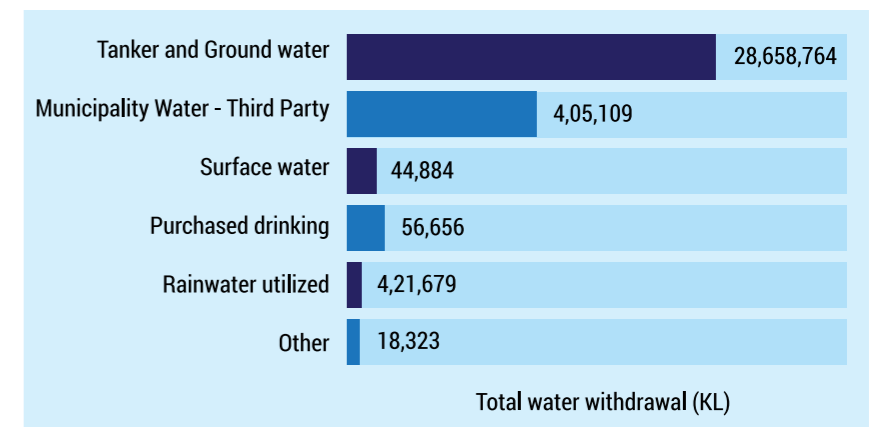 Tanker and Ground water 28,658,764
Municipality Water - Third Party 4,05,109
Surface water 44,884
Purchased drinking 56,656
Rainwater utilized 4,21,679
Other 18,323
Total water withdrawal (KL)